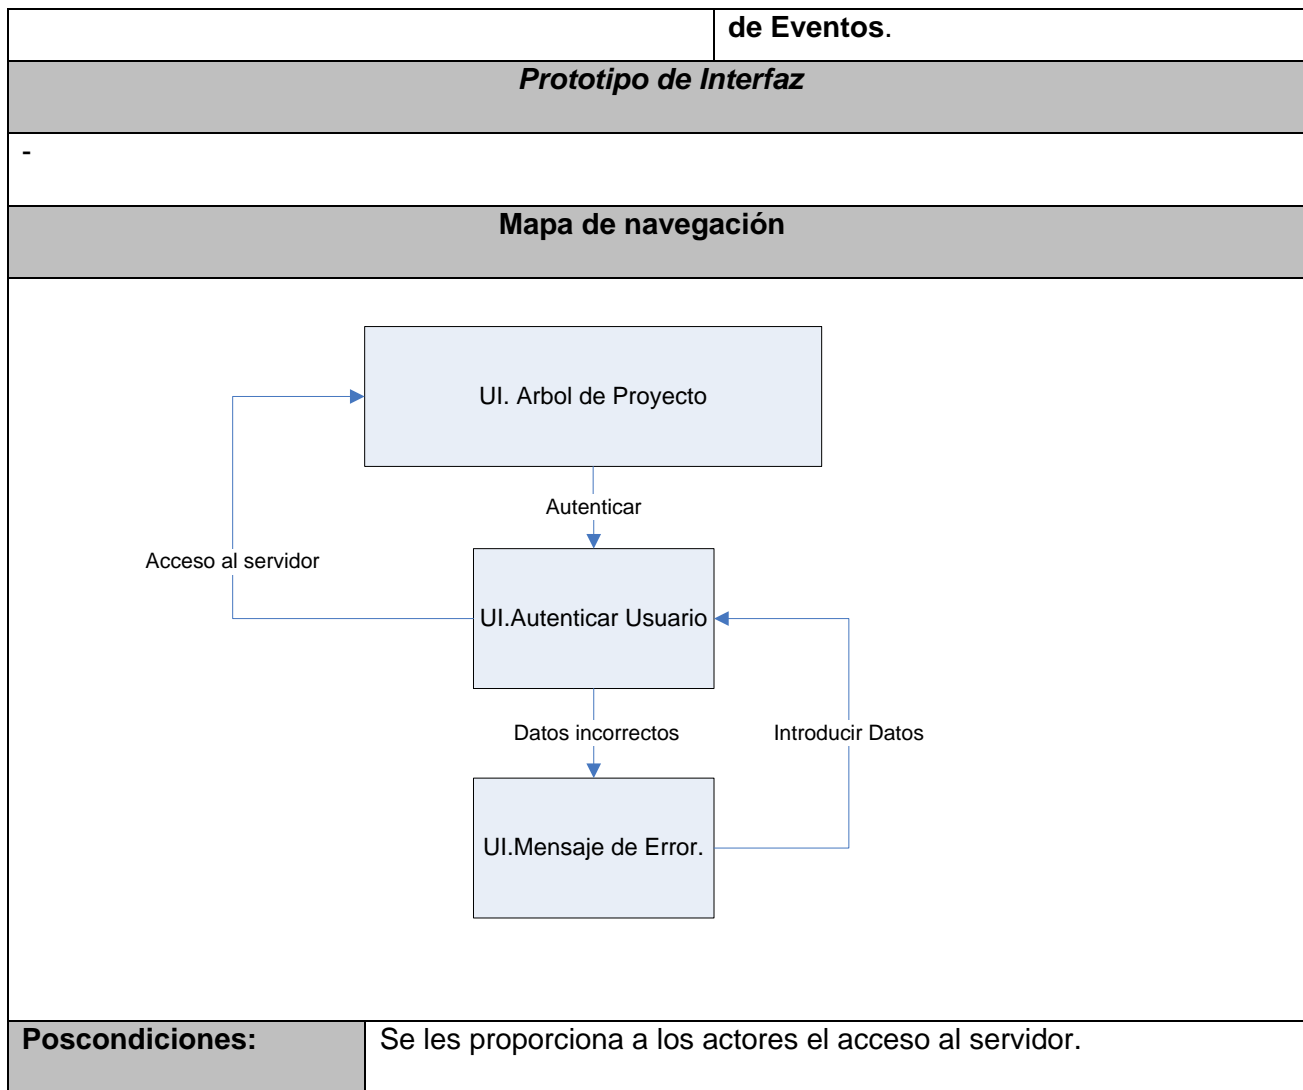 de Eventos.
Prototipo de Interfaz
-
Mapa de navegación
UI. Arbol de Proyecto
Autenticar
Acceso al servidor
UI.Autenticar Usuario
Datos incorrectos
Introducir Datos
UI.Mensaje de Error.
Poscondiciones: Se les proporciona a los actores el acceso al servidor.